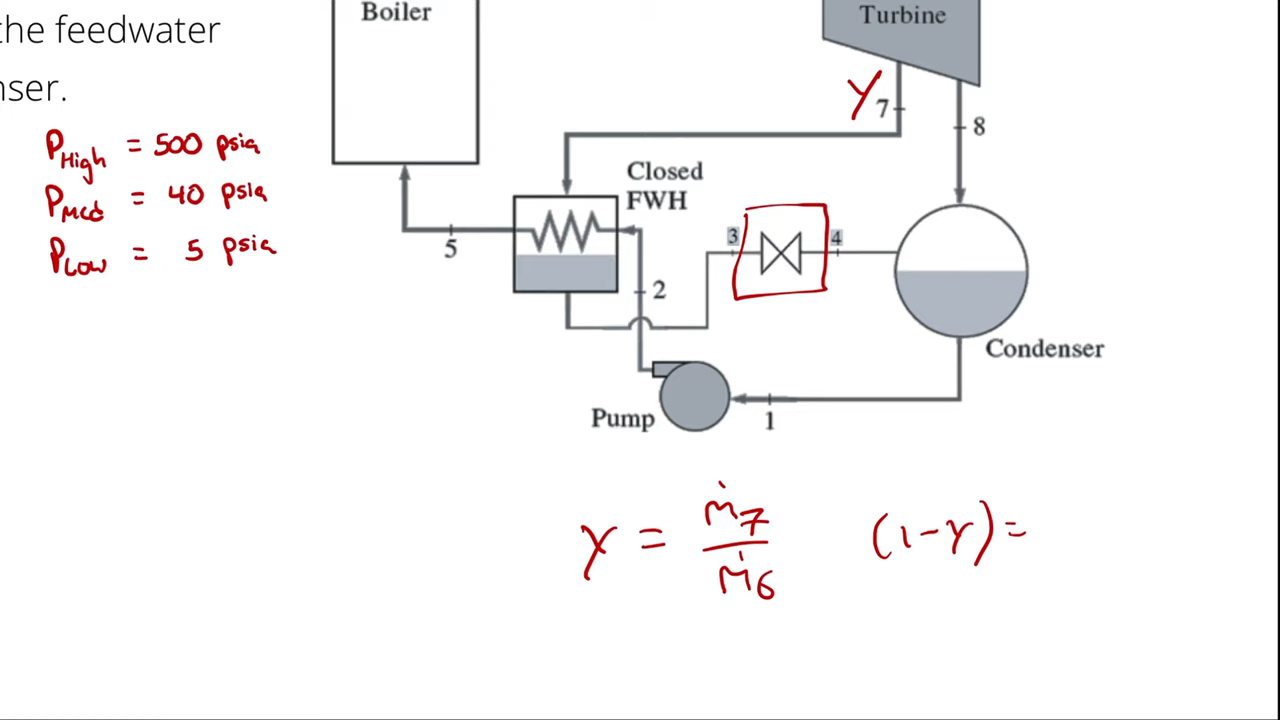 the feedwater
nser.
P_High = 500 psia
P_Med = 40 psia
P_Low = 5 psia
Boiler
Turbine
y
7
8
Closed
FWH
5
2
3
4
Condenser
Pump
1
y = ṁ7 / ṁ6
(1-y) =